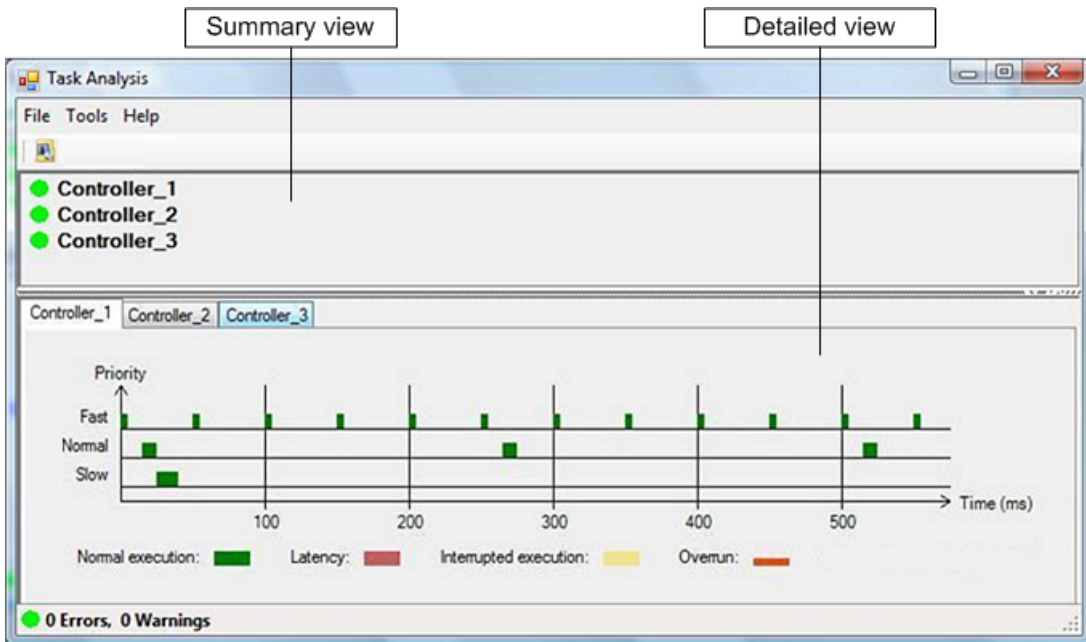 Summary view
Detailed view
Task Analysis
File Tools Help
Controller_1
Controller_2
Controller_3
Controller_1 Controller_2 Controller_3
Priority
Fast
Normal
Slow
Time (ms)
100 200 300 400 500
Normal execution: Latency: Interrupted execution: Overrun:
0 Errors, 0 Warnings